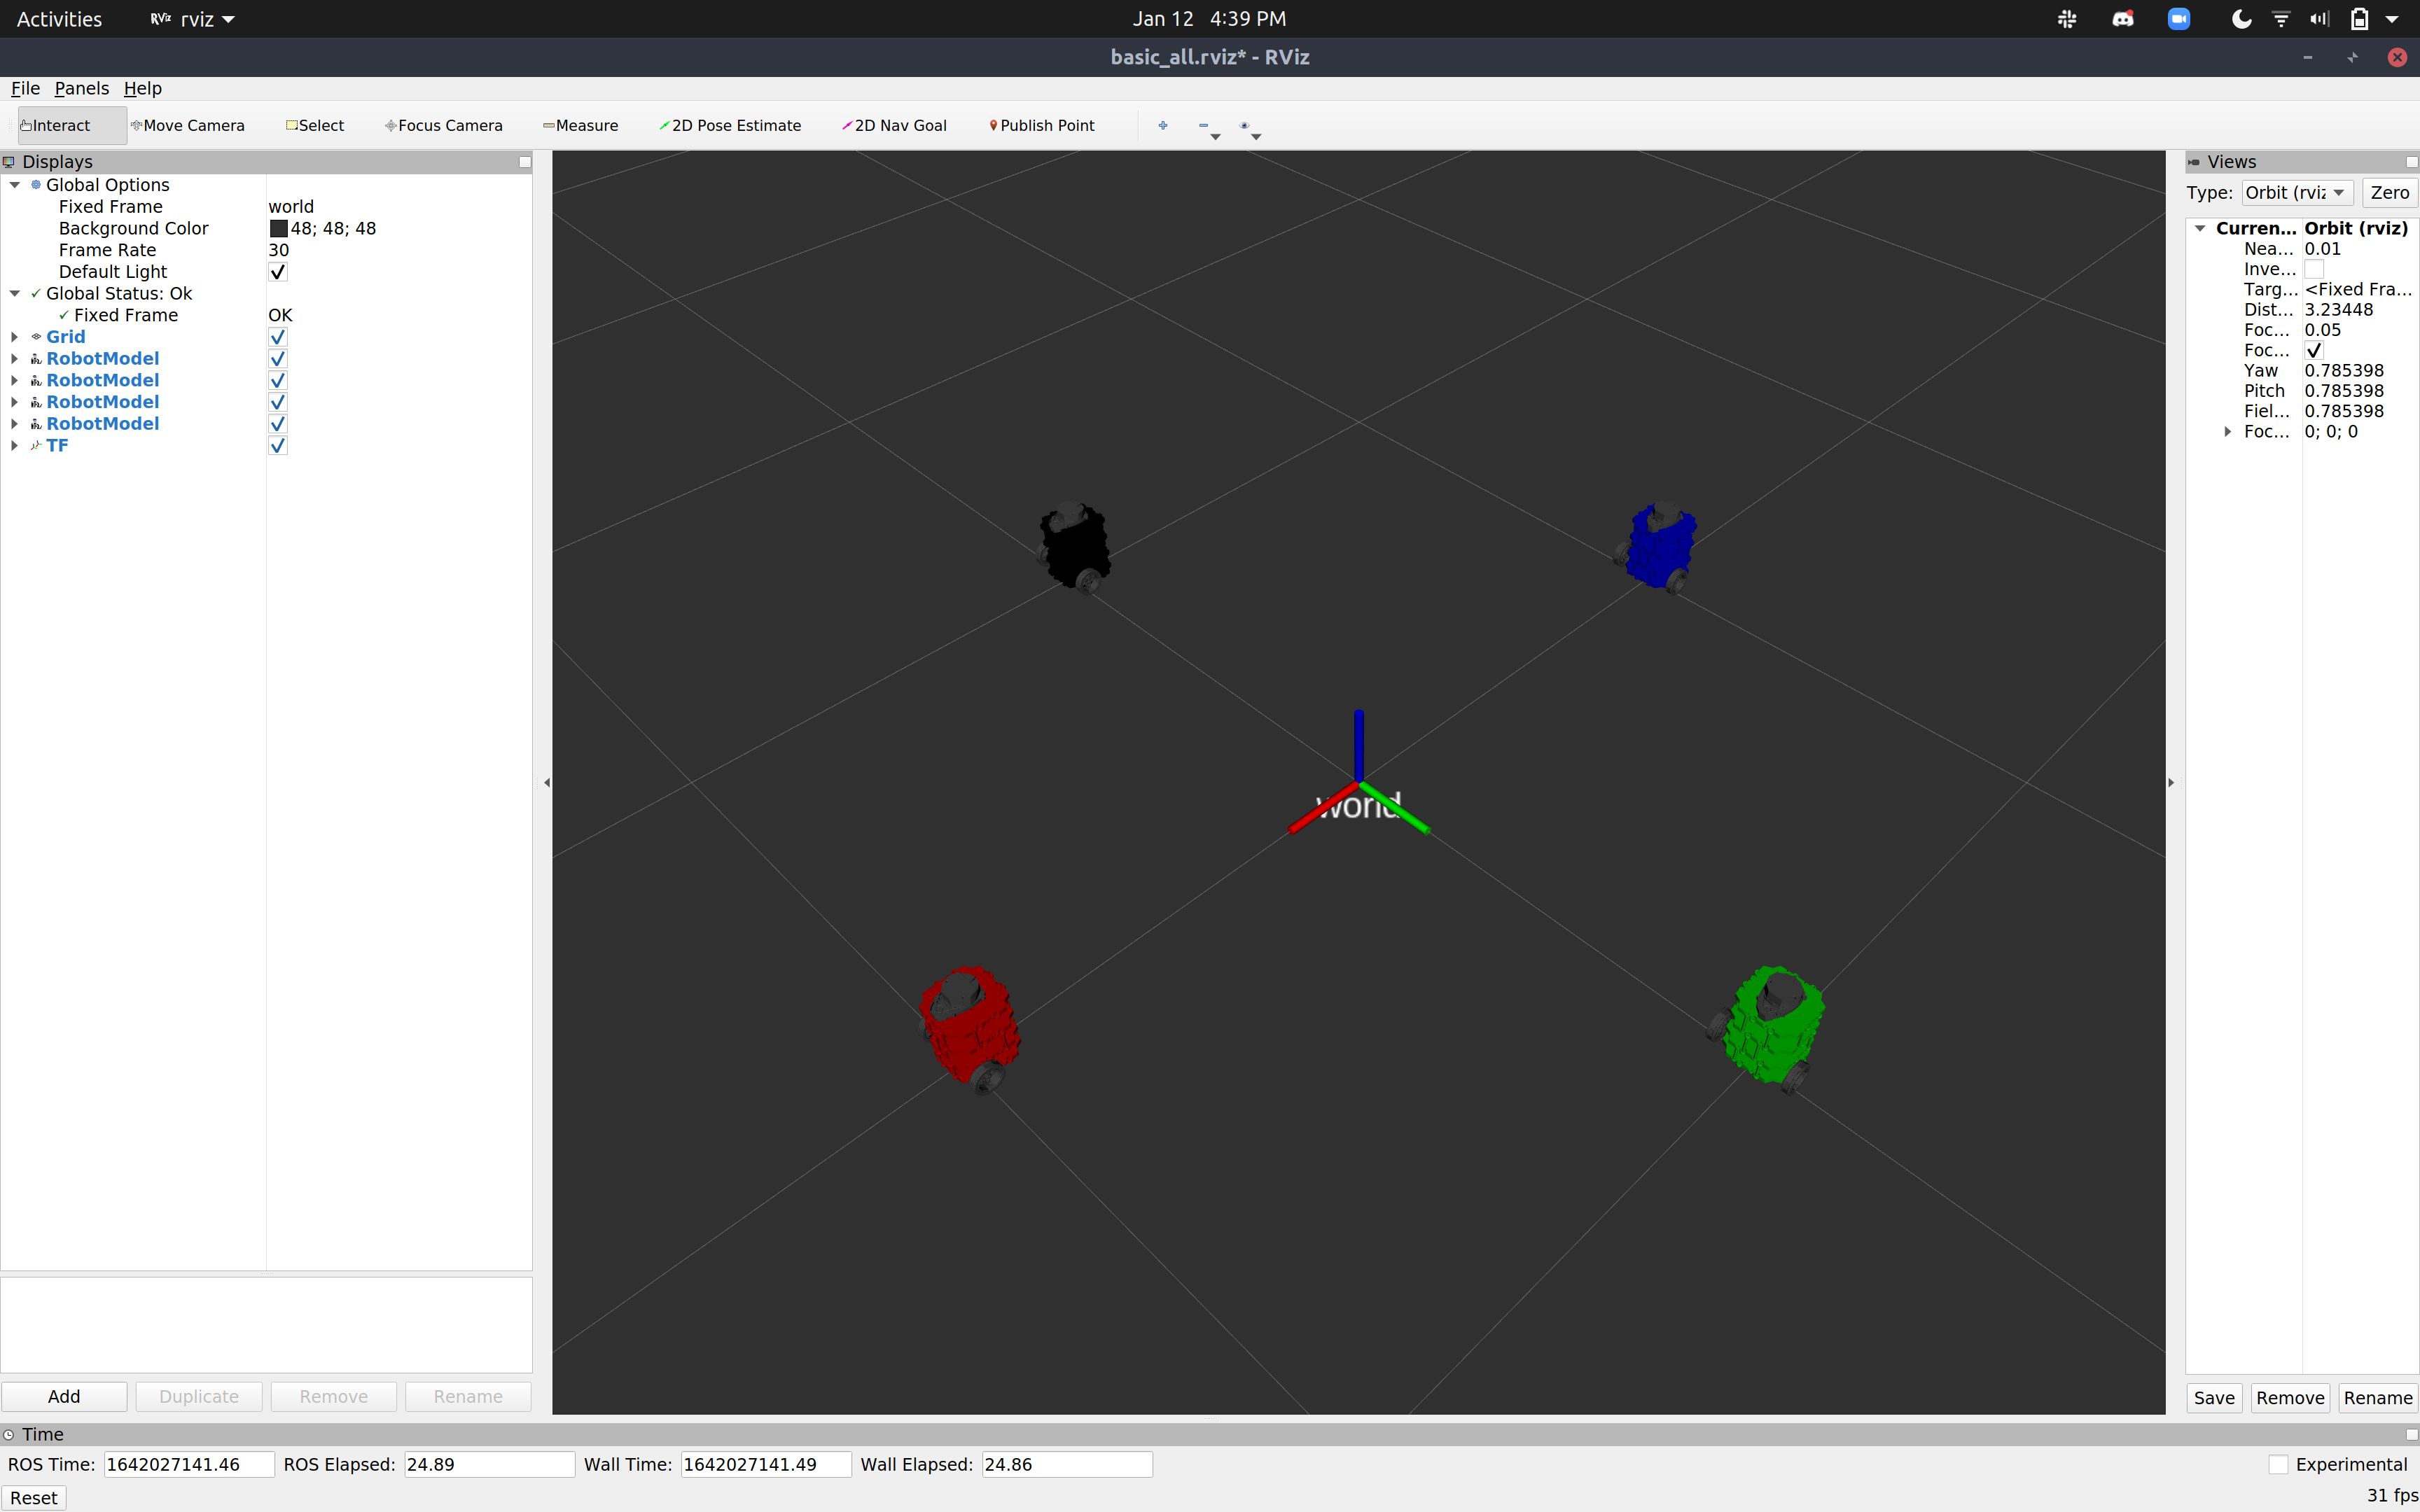 Activities RViz rviz Jan 12 4:39 PM
basic_all.rviz* - RViz
File Panels Help
Interact Move Camera Select Focus Camera Measure 2D Pose Estimate 2D Nav Goal Publish Point
Displays
Global Options
Fixed Frame world
Background Color 48; 48; 48
Frame Rate 30
Default Light
Global Status: Ok
Fixed Frame OK
Grid
RobotModel
RobotModel
RobotModel
RobotModel
TF
Add Duplicate Remove Rename
world
Views
Type: Orbit (rviz Zero
Curren... Orbit (rviz)
Nea... 0.01
Inve...
Targ... <Fixed Fra...
Dist... 3.23448
Foc... 0.05
Foc...
Yaw 0.785398
Pitch 0.785398
Fiel... 0.785398
Foc... 0; 0; 0
Save Remove Rename
Time
ROS Time: 1642027141.46 ROS Elapsed: 24.89 Wall Time: 1642027141.49 Wall Elapsed: 24.86 Experimental
Reset 31 fps